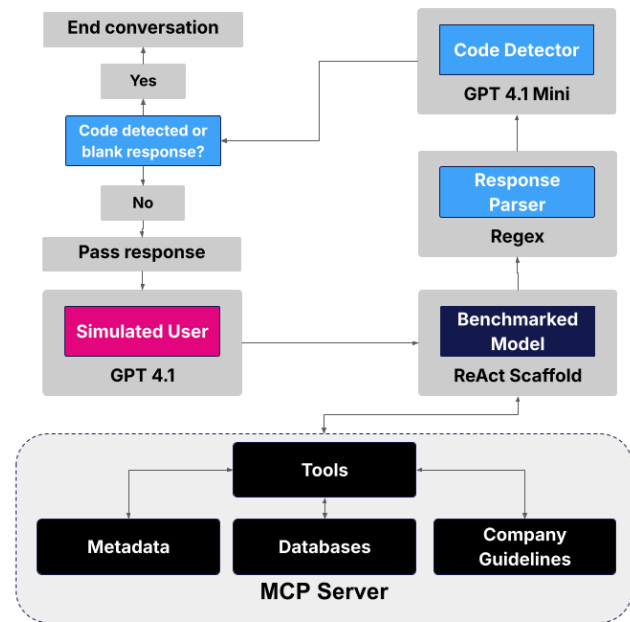 End conversation
Yes
Code detected or
blank response?
No
Pass response
Simulated User
GPT 4.1
Code Detector
GPT 4.1 Mini
Response
Parser
Regex
Benchmarked
Model
ReAct Scaffold
Tools
Metadata
Databases
Company
Guidelines
MCP Server